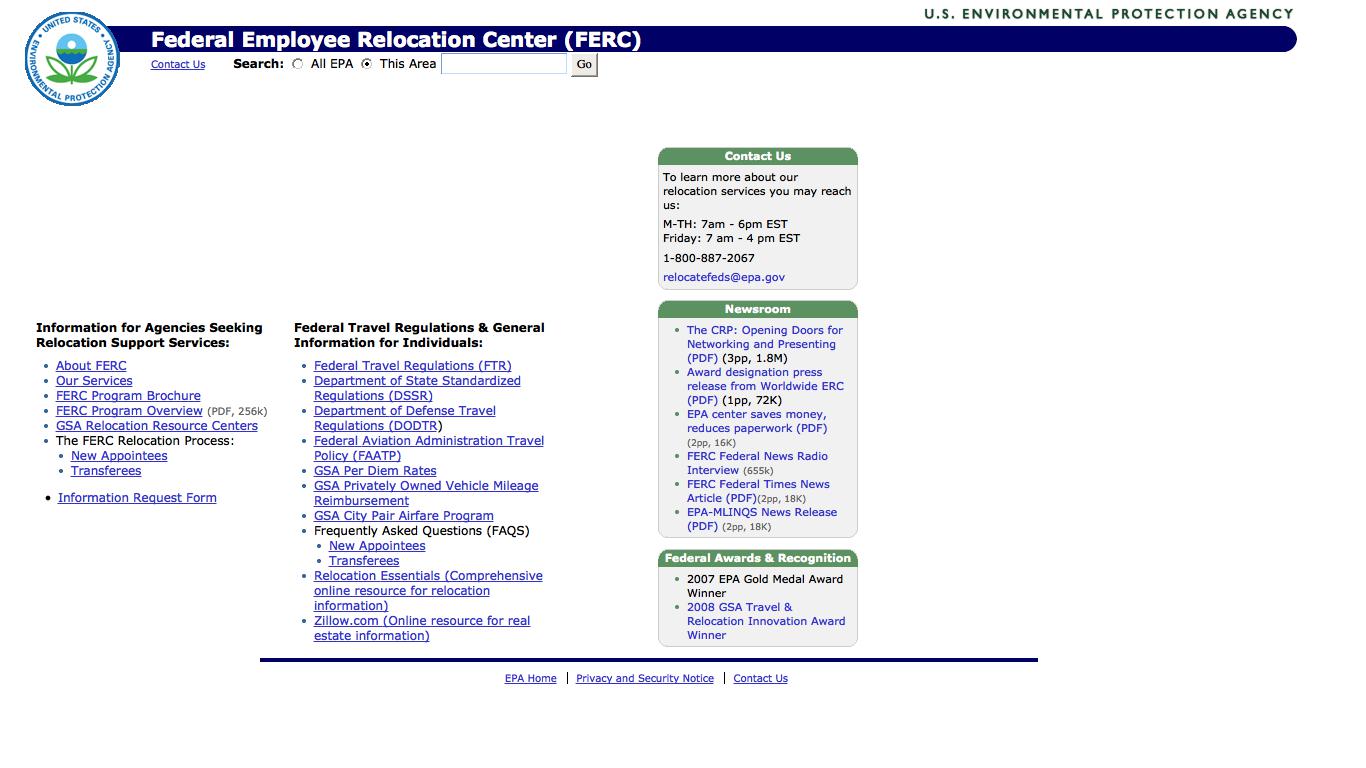 U.S. ENVIRONMENTAL PROTECTION AGENCY
UNITED STATES
ENVIRONMENTAL PROTECTION AGENCY
Federal Employee Relocation Center (FERC)
Contact Us Search: All EPA This Area Go
Contact Us
To learn more about our
relocation services you may reach
us:
M-TH: 7am - 6pm EST
Friday: 7 am - 4 pm EST
1-800-887-2067
relocatefeds@epa.gov
Information for Agencies Seeking
Relocation Support Services:
About FERC
Our Services
FERC Program Brochure
FERC Program Overview (PDF, 256k)
GSA Relocation Resource Centers
The FERC Relocation Process:
New Appointees
Transferees
Information Request Form
Federal Travel Regulations & General
Information for Individuals:
Federal Travel Regulations (FTR)
Department of State Standardized
Regulations (DSSR)
Department of Defense Travel
Regulations (DODTR)
Federal Aviation Administration Travel
Policy (FAATP)
GSA Per Diem Rates
GSA Privately Owned Vehicle Mileage
Reimbursement
GSA City Pair Airfare Program
Frequently Asked Questions (FAQS)
New Appointees
Transferees
Relocation Essentials (Comprehensive
online resource for relocation
information)
Zillow.com (Online resource for real
estate information)
Newsroom
The CRP: Opening Doors for
Networking and Presenting
(PDF) (3pp, 1.8M)
Award designation press
release from Worldwide ERC
(PDF) (1pp, 72K)
EPA center saves money,
reduces paperwork (PDF)
(2pp, 16K)
FERC Federal News Radio
Interview (655k)
FERC Federal Times News
Article (PDF)(2pp, 18K)
EPA-MLINQS News Release
(PDF) (2pp, 18K)
Federal Awards & Recognition
2007 EPA Gold Medal Award
Winner
2008 GSA Travel &
Relocation Innovation Award
Winner
EPA Home | Privacy and Security Notice | Contact Us